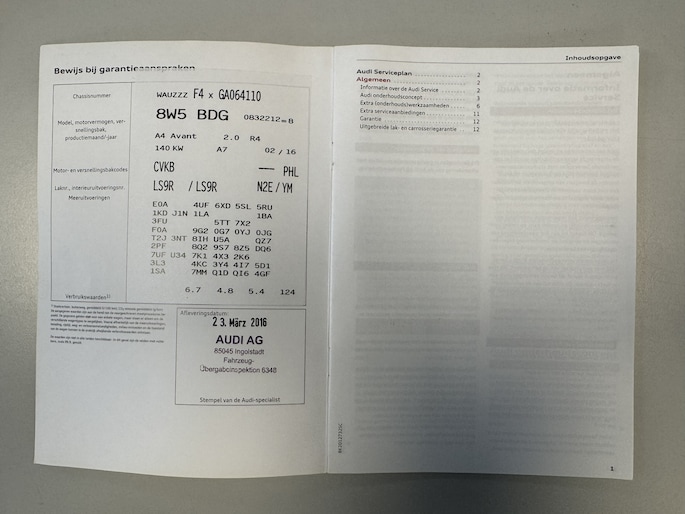 Bewijs bij garantieaanspraken
Chassisnummer
WAUZZZ F4 x GA064110
8W5 BDG 0832212=8
Model, motorvermogen, ver-
snellingsbak,
productiemaand/-jaar
A4 Avant 2.0 R4
140 KW A7 02 / 16
Motor- en versnellingsbakcodes
CVKB --- PHL
Laknr., interieuruitvoeringsnr.
LS9R / LS9R N2E / YM
Meeruitvoeringen
E0A 4UF 6XD 5SL 5RU
1KD J1N 1LA 1BA
3FU 5TT 7X2
F0A 9G2 0G7 0YJ 0JG
T2J 3NT 8IH U5A QZ7
2PF 8Q2 9S7 8Z5 DQ6
7UF U34 7K1 4X3 2K6
3L3 4KC 3Y4 4I7 5D1
1SA 7MM Q1D QI6 4GF
Verbruikswaarden
6.7 4.8 5.4 124
Afleveringsdatum:
23. März 2016
AUDI AG
85045 Ingolstadt
Fahrzeug-
Übergabeinspektion 6348
Stempel van de Audi-specialist
Inhoudsopgave
Audi Serviceplan 2
Algemeen 2
Informatie over de Audi Service 2
Audi onderhoudsconcept 3
Extra (onderhouds)werkzaamheden 6
Extra serviceaanbiedingen 11
Garantie 12
Uitgebreide lak- en carrosseriegarantie 12
1